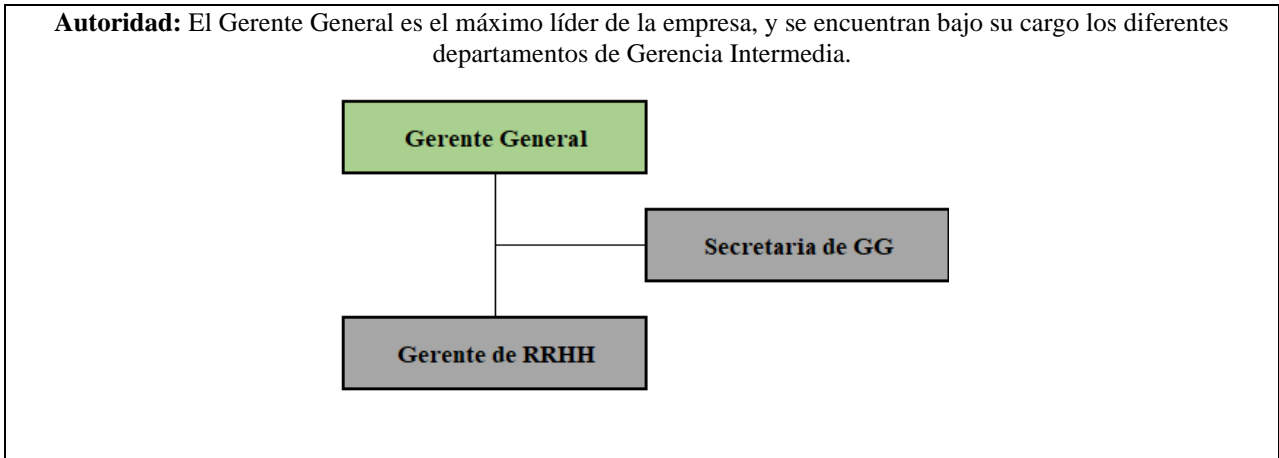 Autoridad: El Gerente General es el máximo líder de la empresa, y se encuentran bajo su cargo los diferentes
departamentos de Gerencia Intermedia.
Gerente General
Secretaria de GG
Gerente de RRHH